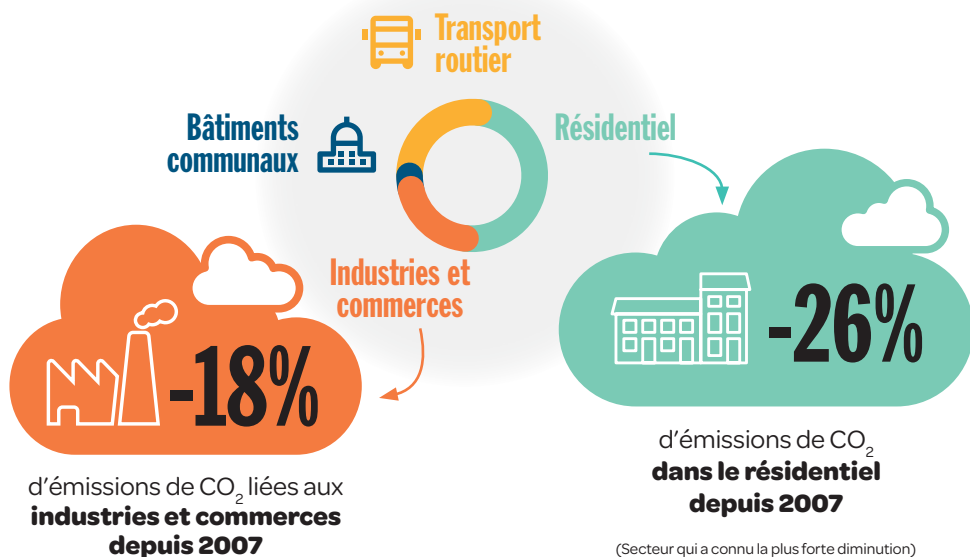 Transport
routier
Bâtiments
communaux
Résidentiel
Industries et
commerces
-18%
d'émissions de CO₂ liées aux
industries et commerces
depuis 2007
-26%
d'émissions de CO₂
dans le résidentiel
depuis 2007
(Secteur qui a connu la plus forte diminution)